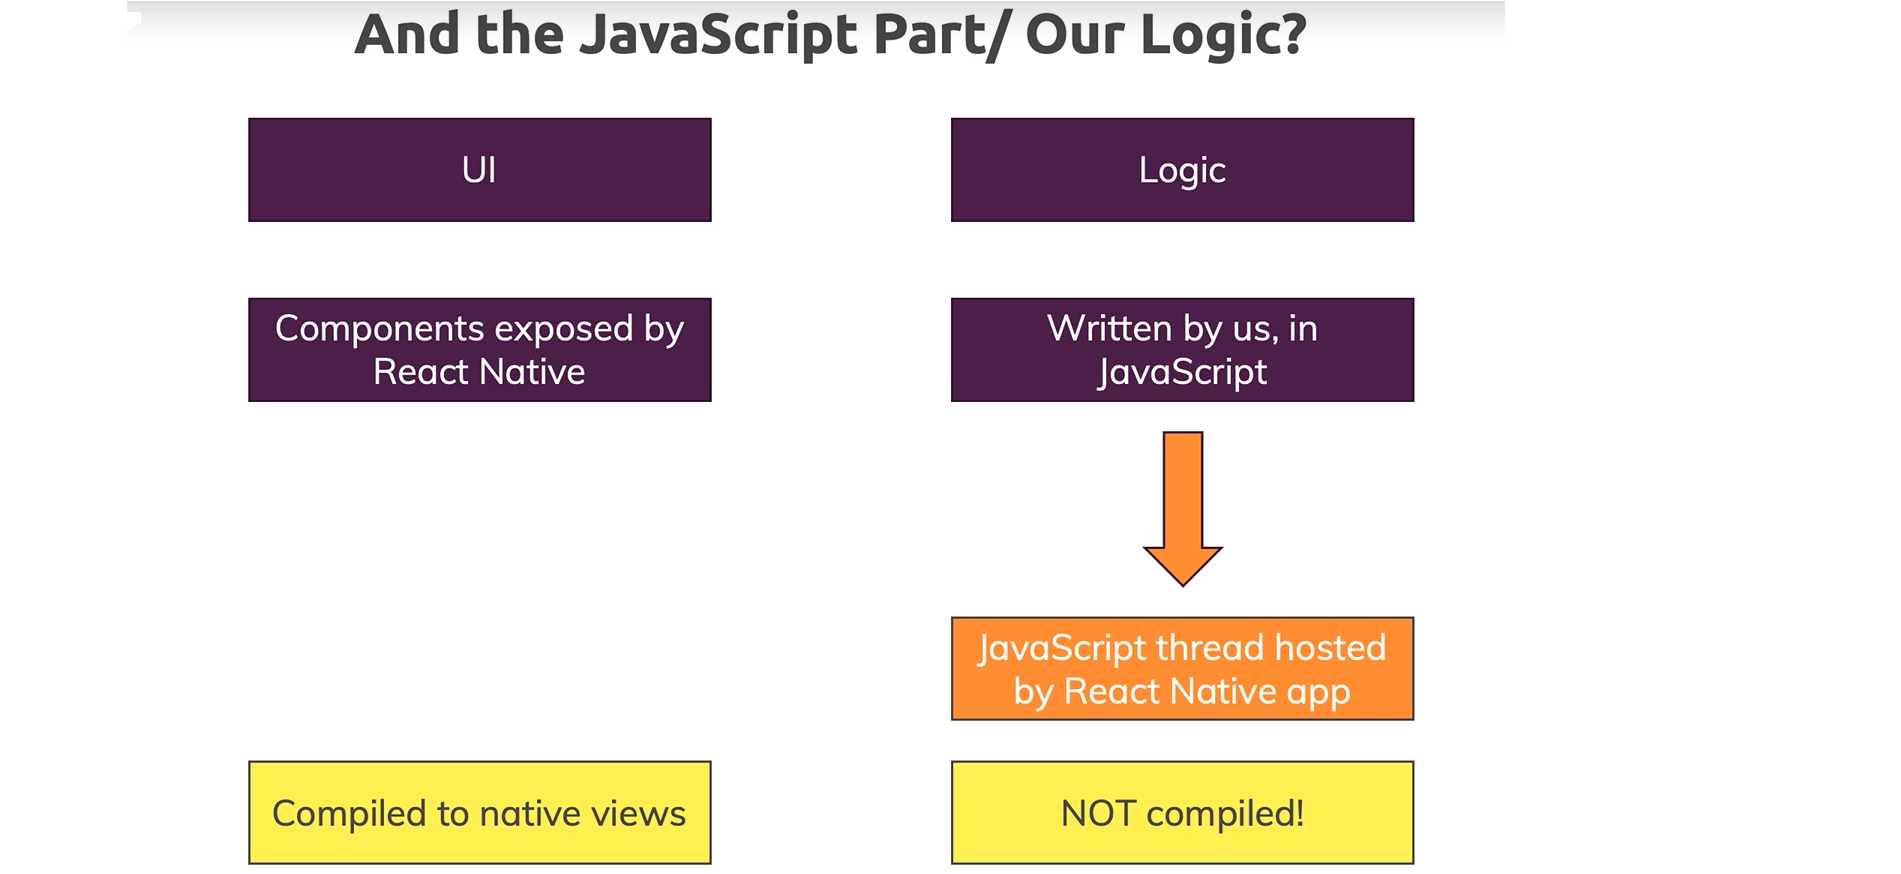 And the JavaScript Part/ Our Logic?
UI
Logic
Components exposed by
React Native
Written by us, in
JavaScript
JavaScript thread hosted
by React Native app
Compiled to native views
NOT compiled!